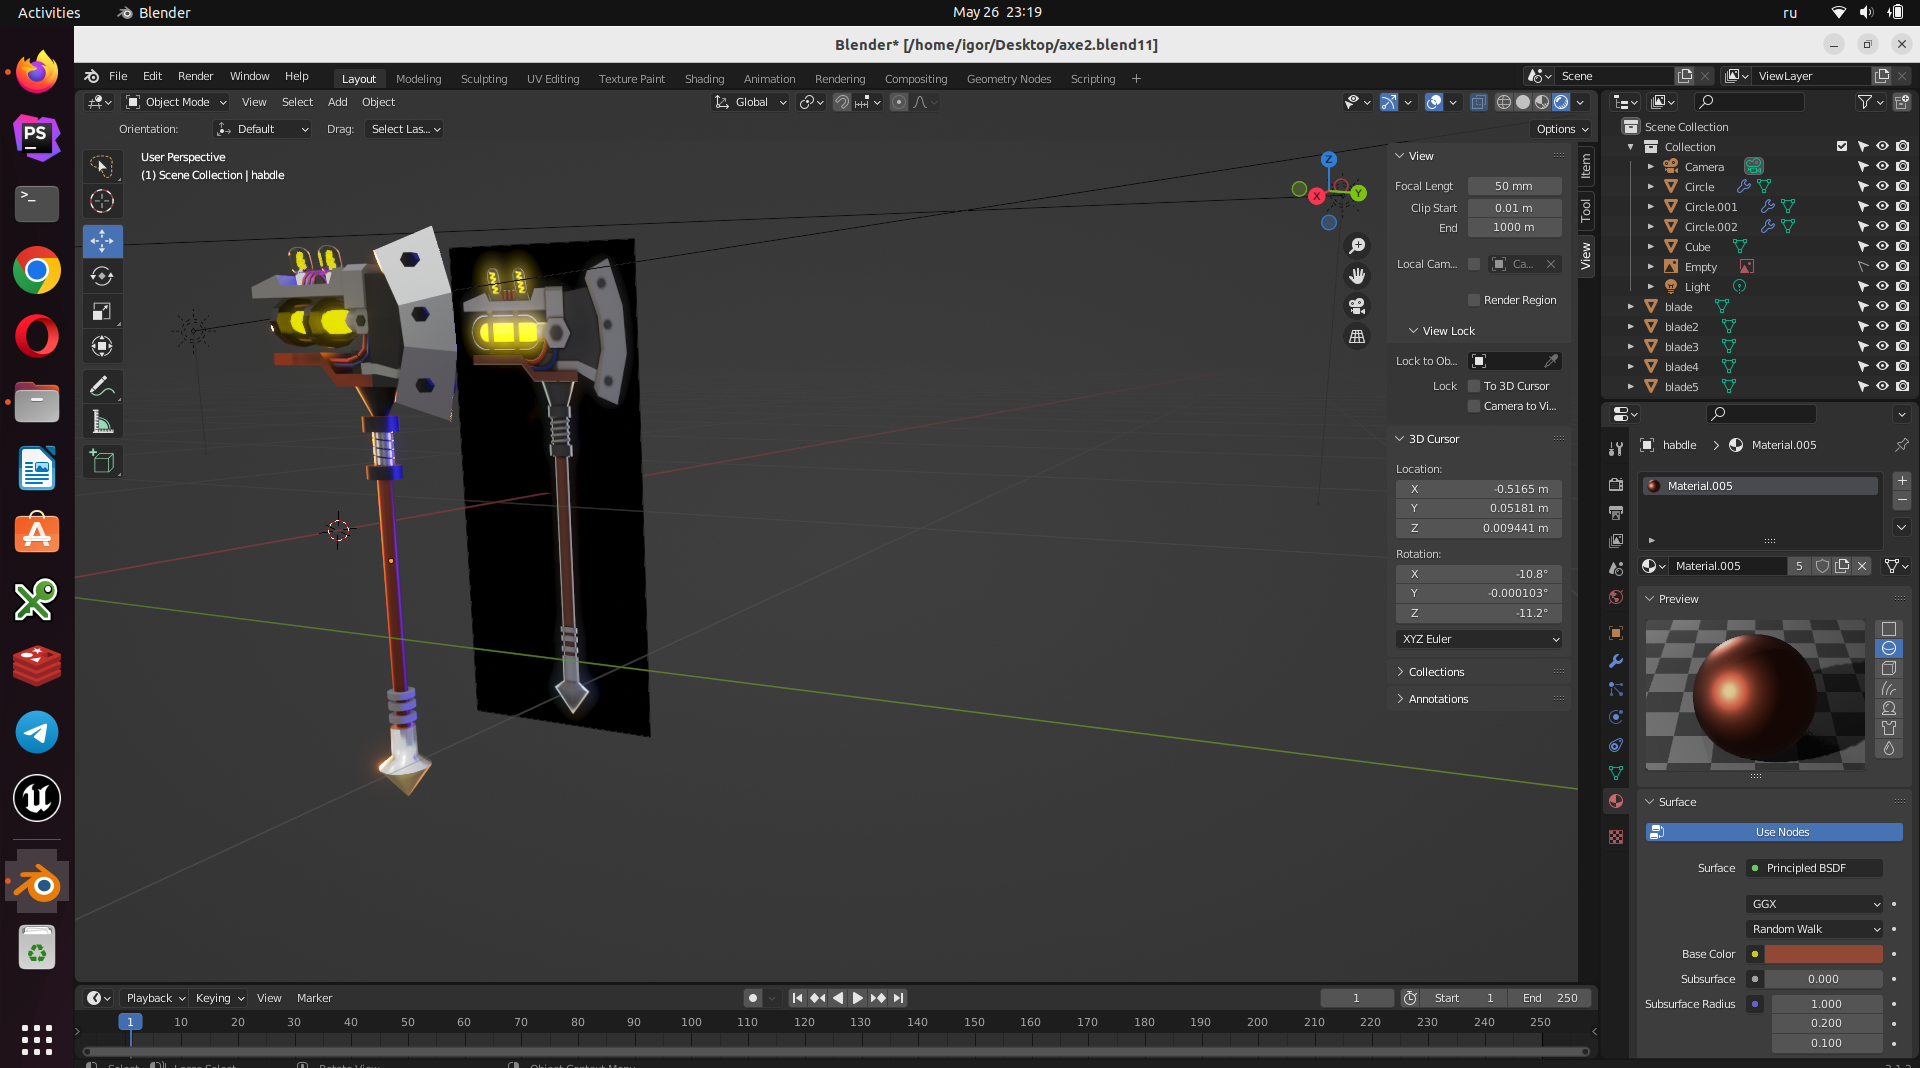 Activities Blender May 26 23:19 ru
Blender* [/home/igor/Desktop/axe2.blend11]
File Edit Render Window Help Layout Modeling Sculpting UV Editing Texture Paint Shading Animation Rendering Compositing Geometry Nodes Scripting + Scene ViewLayer
Object Mode View Select Add Object Global
Orientation: Default Drag: Select Las... Options
User Perspective
(1) Scene Collection | habdle
Z
Y
X
View
Focal Lengt 50 mm
Clip Start 0.01 m
End 1000 m
Local Cam... Ca...
Render Region
View Lock
Lock to Ob...
Lock To 3D Cursor
Camera to Vi...
3D Cursor
Location:
X -0.5165 m
Y 0.05181 m
Z 0.009441 m
Rotation:
X -10.8°
Y -0.000103°
Z -11.2°
XYZ Euler
Collections
Annotations
Item
Tool
View
Scene Collection
Collection
Camera
Circle
Circle.001
Circle.002
Cube
Empty
Light
blade
blade2
blade3
blade4
blade5
habdle Material.005
Material.005
Material.005 5
Preview
Surface
Use Nodes
Surface Principled BSDF
GGX
Random Walk
Base Color
Subsurface 0.000
Subsurface Radius 1.000
0.200
0.100
Playback Keying View Marker 1 Start 1 End 250
1 10 20 30 40 50 60 70 80 90 100 110 120 130 140 150 160 170 180 190 200 210 220 230 240 250
PS